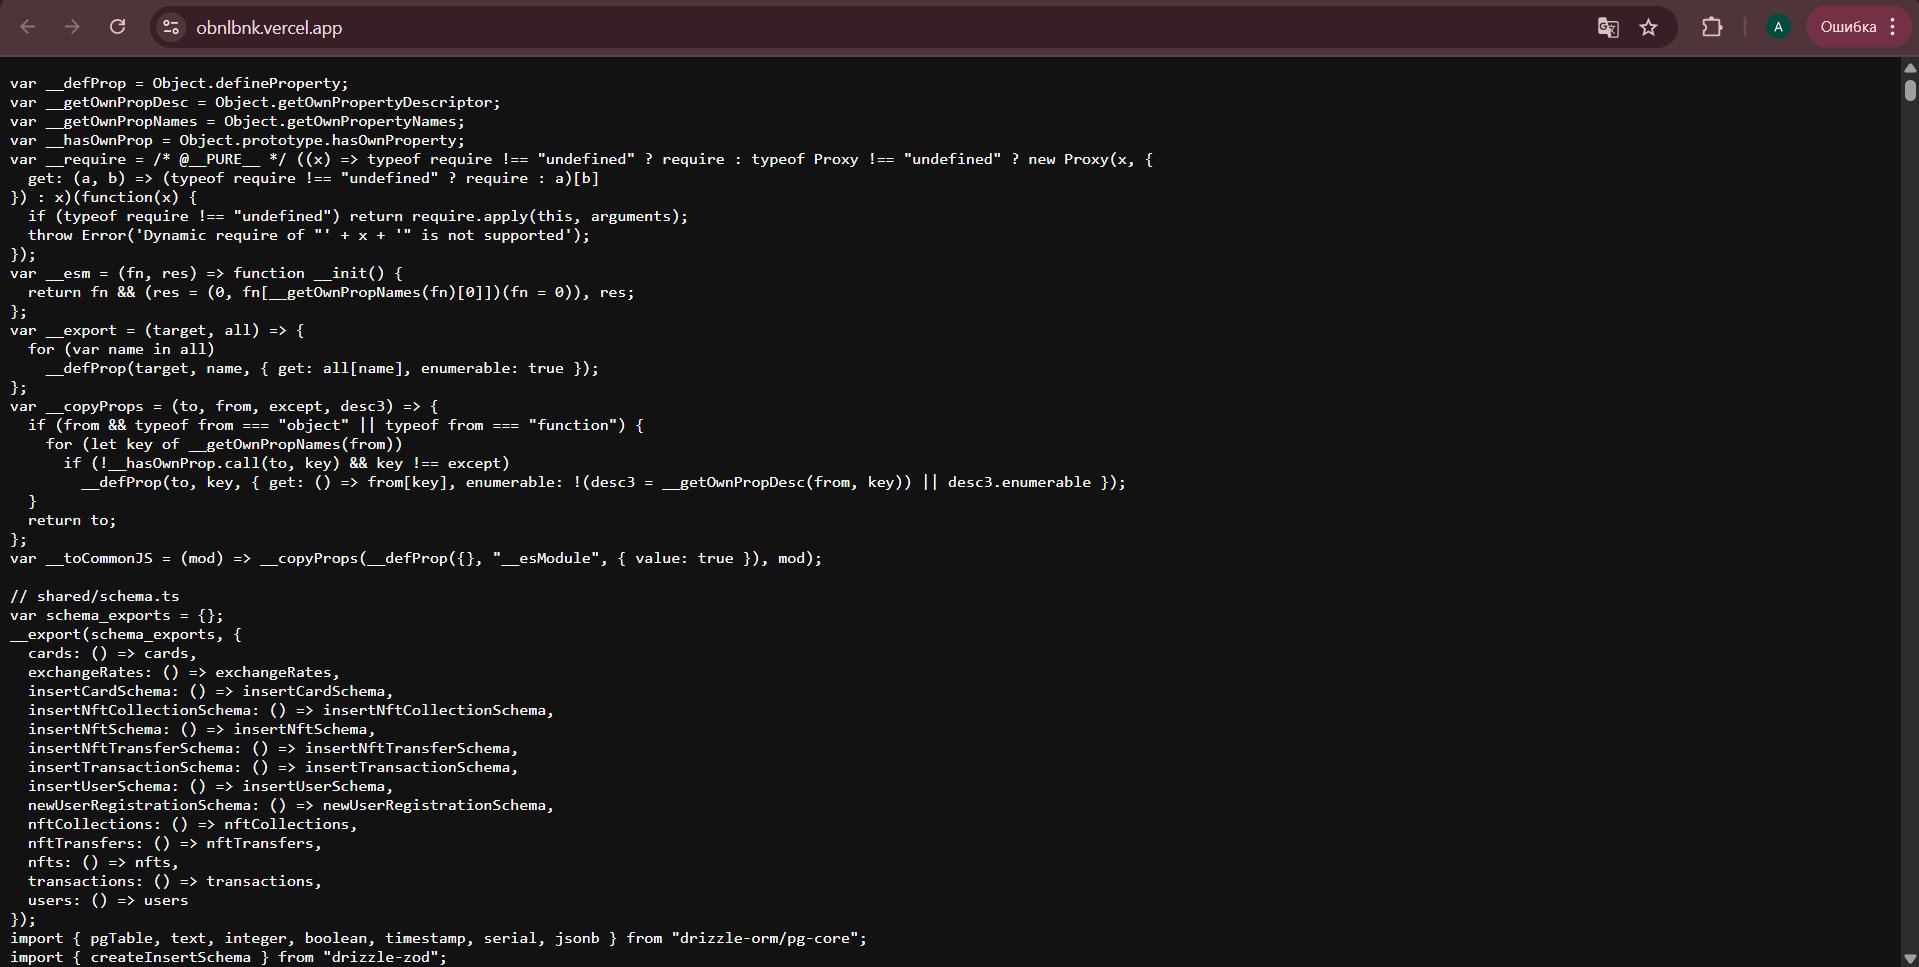 obnlbnk.vercel.app
A
Ошибка
var __defProp = Object.defineProperty;
var __getOwnPropDesc = Object.getOwnPropertyDescriptor;
var __getOwnPropNames = Object.getOwnPropertyNames;
var __hasOwnProp = Object.prototype.hasOwnProperty;
var __require = /* @__PURE__ */ ((x) => typeof require !== "undefined" ? require : typeof Proxy !== "undefined" ? new Proxy(x, {
  get: (a, b) => (typeof require !== "undefined" ? require : a)[b]
}) : x)(function(x) {
  if (typeof require !== "undefined") return require.apply(this, arguments);
  throw Error('Dynamic require of "' + x + '" is not supported');
});
var __esm = (fn, res) => function __init() {
  return fn && (res = (0, fn[__getOwnPropNames(fn)[0]])(fn = 0)), res;
};
var __export = (target, all) => {
  for (var name in all)
    __defProp(target, name, { get: all[name], enumerable: true });
};
var __copyProps = (to, from, except, desc3) => {
  if (from && typeof from === "object" || typeof from === "function") {
    for (let key of __getOwnPropNames(from))
      if (!__hasOwnProp.call(to, key) && key !== except)
        __defProp(to, key, { get: () => from[key], enumerable: !(desc3 = __getOwnPropDesc(from, key)) || desc3.enumerable });
  }
  return to;
};
var __toCommonJS = (mod) => __copyProps(__defProp({}, "__esModule", { value: true }), mod);
// shared/schema.ts
var schema_exports = {};
__export(schema_exports, {
  cards: () => cards,
  exchangeRates: () => exchangeRates,
  insertCardSchema: () => insertCardSchema,
  insertNftCollectionSchema: () => insertNftCollectionSchema,
  insertNftSchema: () => insertNftSchema,
  insertNftTransferSchema: () => insertNftTransferSchema,
  insertTransactionSchema: () => insertTransactionSchema,
  insertUserSchema: () => insertUserSchema,
  newUserRegistrationSchema: () => newUserRegistrationSchema,
  nftCollections: () => nftCollections,
  nftTransfers: () => nftTransfers,
  nfts: () => nfts,
  transactions: () => transactions,
  users: () => users
});
import { pgTable, text, integer, boolean, timestamp, serial, jsonb } from "drizzle-orm/pg-core";
import { createInsertSchema } from "drizzle-zod";